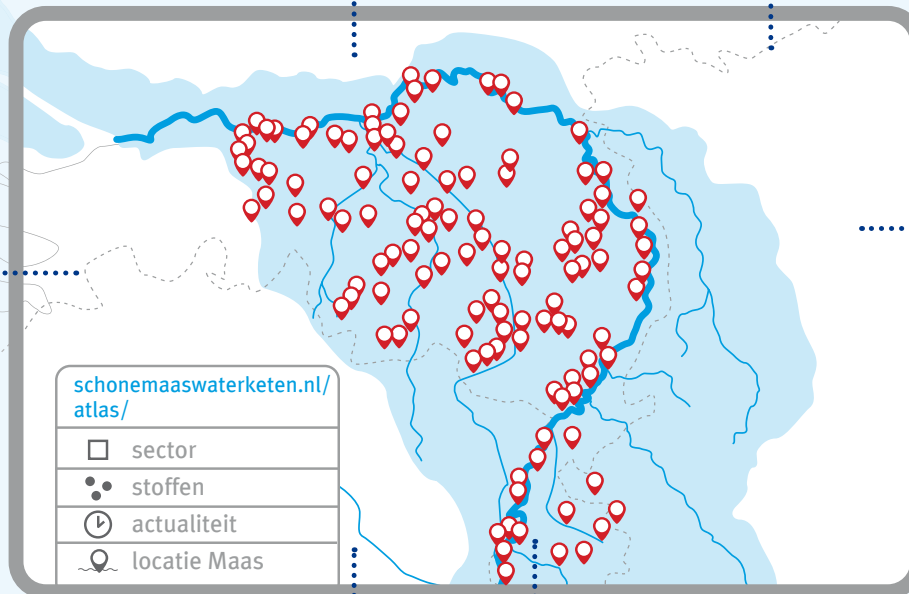 schonemaaswaterketen.nl/
atlas/
sector
stoffen
actualiteit
locatie Maas